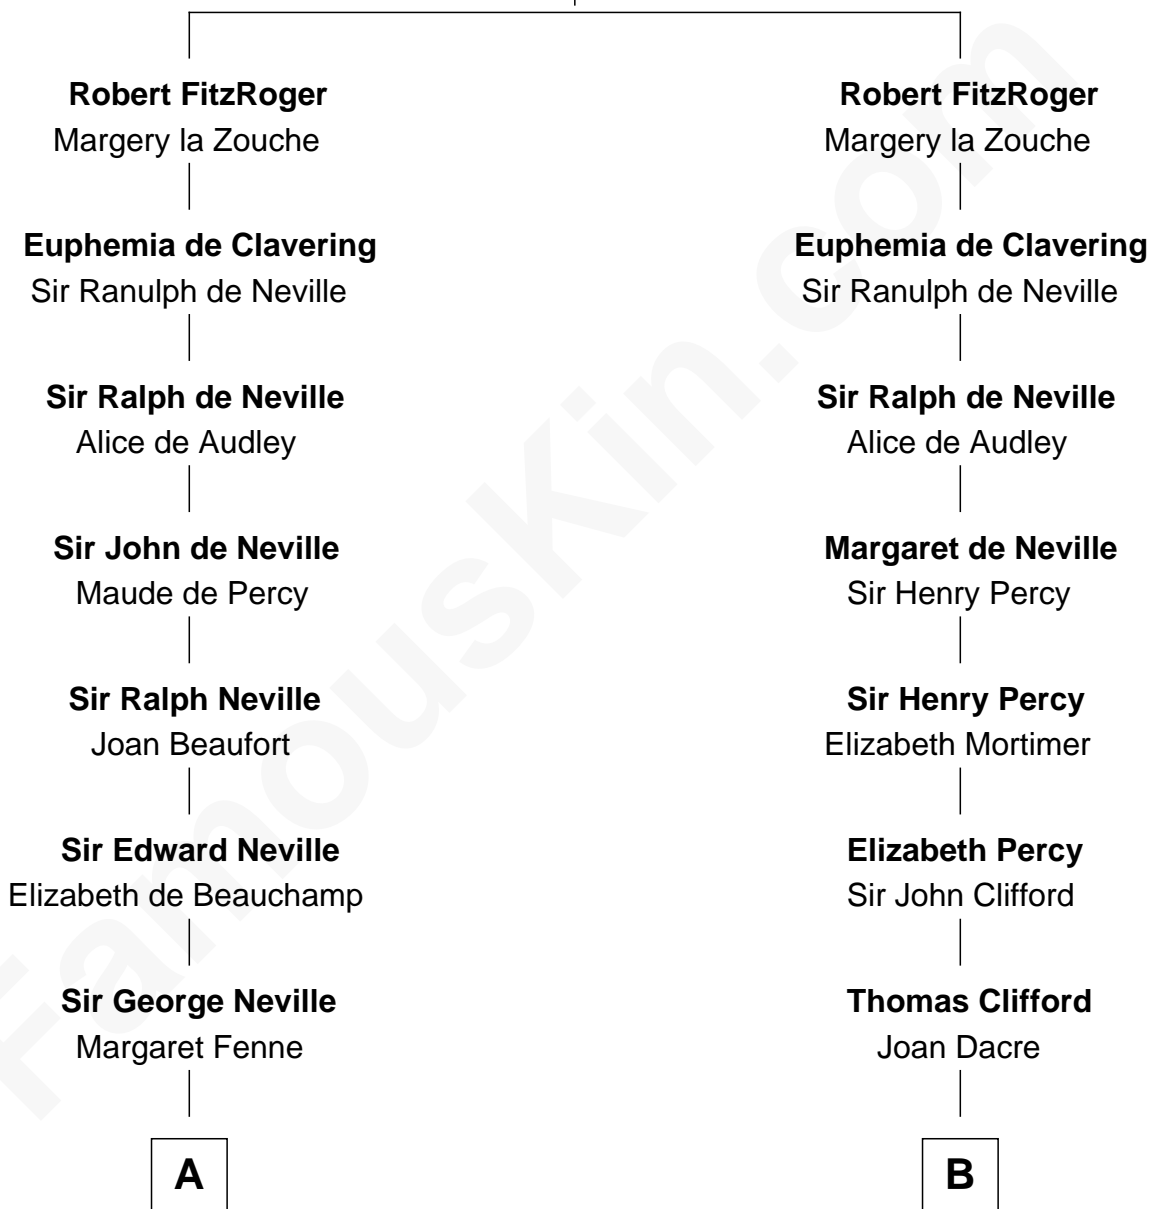 Robert FitzRoger
Margery la Zouche
Euphemia de Clavering
Sir Ranulph de Neville
Sir Ralph de Neville
Alice de Audley
Sir John de Neville
Maude de Percy
Sir Ralph Neville
Joan Beaufort
Sir Edward Neville
Elizabeth de Beauchamp
Sir George Neville
Margaret Fenne
A
Robert FitzRoger
Margery la Zouche
Euphemia de Clavering
Sir Ranulph de Neville
Sir Ralph de Neville
Alice de Audley
Margaret de Neville
Sir Henry Percy
Sir Henry Percy
Elizabeth Mortimer
Elizabeth Percy
Sir John Clifford
Thomas Clifford
Joan Dacre
B
FamousKin.com